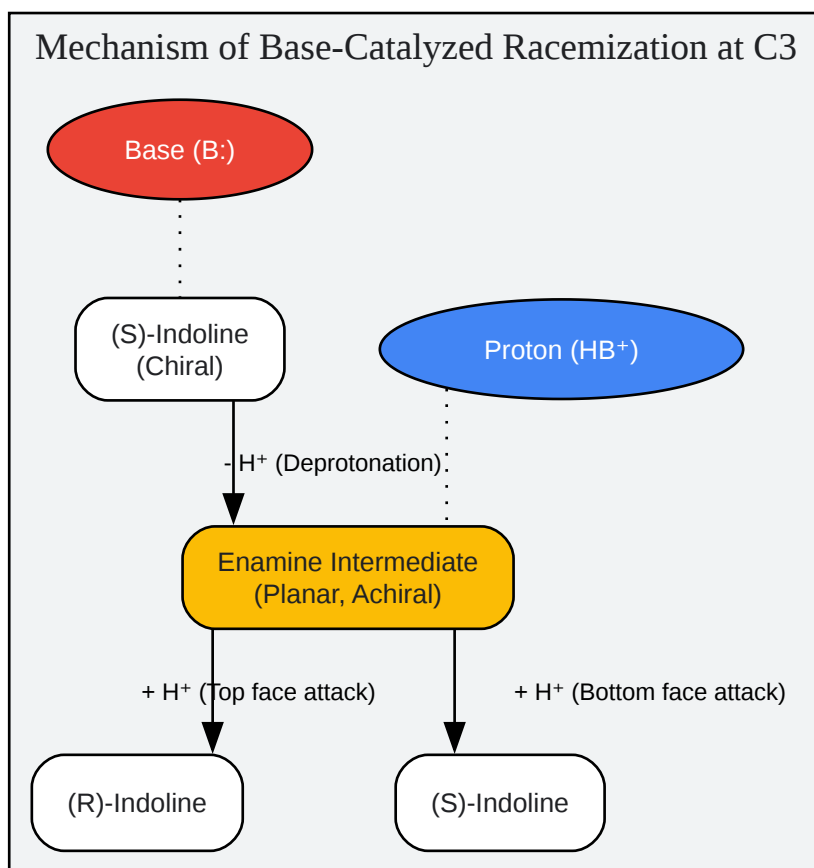 Mechanism of Base-Catalyzed Racemization at C3
Base (B:)
(S)-Indoline
(Chiral)
Proton (HB⁺)
- H⁺ (Deprotonation)
Enamine Intermediate
(Planar, Achiral)
+ H⁺ (Top face attack)
+ H⁺ (Bottom face attack)
(R)-Indoline
(S)-Indoline